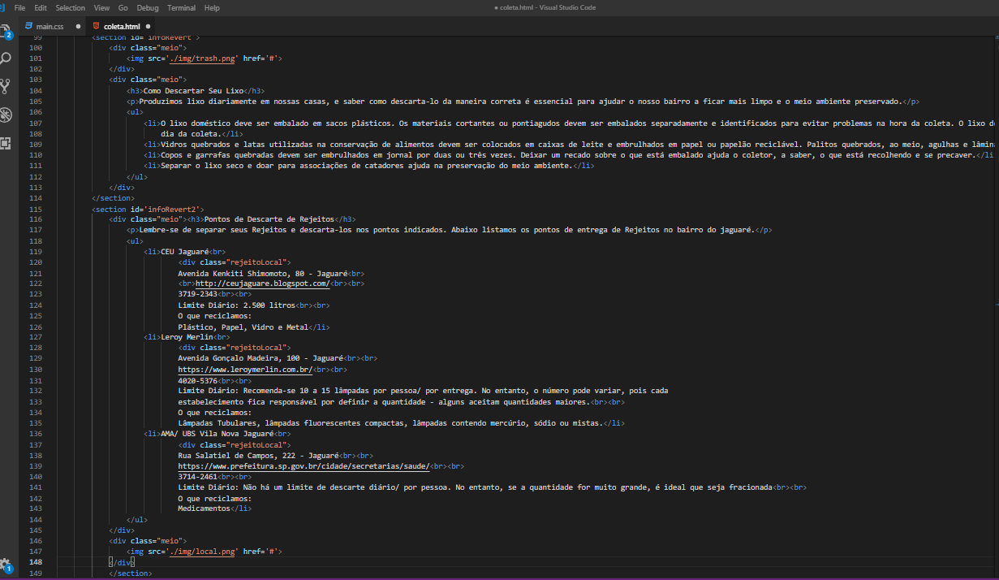 File Edit Selection View Go Debug Terminal Help ● coleta.html - Visual Studio Code
main.css ● coleta.html ●
2
99 <section id='infoRevert'>
100 <div class="meio">
101 <img src='./img/trash.png' href='#'>
102 </div>
103 <div class="meio">
104 <h3>Como Descartar Seu Lixo</h3>
105 <p>Produzimos lixo diariamente em nossas casas, e saber como descarta-lo da maneira correta é essencial para ajudar o nosso bairro a ficar mais limpo e o meio ambiente preservado.</p>
106 <ul>
107 <li>O lixo doméstico deve ser embalado em sacos plásticos. Os materiais cortantes ou pontiagudos devem ser embalados separadamente e identificados para evitar problemas na hora da coleta. O lixo de
108 dia da coleta.</li>
109 <li>Vidros quebrados e latas utilizadas na conservação de alimentos devem ser colocados em caixas de leite e embrulhados em papel ou papelão reciclável. Palitos quebrados, ao meio, agulhas e lâmina
110 <li>Copos e garrafas quebradas devem ser embrulhados em jornal por duas ou três vezes. Deixar um recado sobre o que está embalado ajuda o coletor, a saber, o que está recolhendo e se precaver.</li
111 <li>Separar o lixo seco e doar para associações de catadores ajuda na preservação do meio ambiente.</li>
112 </ul>
113 </div>
114 </section>
115 <section id='infoRevert2'>
116 <div class="meio"><h3>Pontos de Descarte de Rejeitos</h3>
117 <p>Lembre-se de separar seus Rejeitos e descarta-los nos pontos indicados. Abaixo listamos os pontos de entrega de Rejeitos no bairro do jaguaré.</p>
118 <ul>
119 <li>CEU Jaguaré<br>
120 <div class="rejeitoLocal">
121 Avenida Kenkiti Shimomoto, 80 - Jaguaré<br>
122 <br>http://ceujaguare.blogspot.com/<br><br>
123 3719-2343<br><br>
124 Limite Diário: 2.500 litros<br><br>
125 O que reciclamos:
126 Plástico, Papel, Vidro e Metal</li>
127 <li>Leroy Merlin<br>
128 <div class="rejeitoLocal">
129 Avenida Gonçalo Madeira, 100 - Jaguaré<br><br>
130 https://www.leroymerlin.com.br/<br><br>
131 4020-5376<br><br>
132 Limite Diário: Recomenda-se 10 a 15 lâmpadas por pessoa/ por entrega. No entanto, o número pode variar, pois cada
133 estabelecimento fica responsável por definir a quantidade - alguns aceitam quantidades maiores.<br><br>
134 O que reciclamos:
135 Lâmpadas Tubulares, lâmpadas fluorescentes compactas, lâmpadas contendo mercúrio, sódio ou mistas.</li>
136 <li>AMA/ UBS Vila Nova Jaguaré<br>
137 <div class="rejeitoLocal">
138 Rua Salatiel de Campos, 222 - Jaguaré<br><br>
139 https://www.prefeitura.sp.gov.br/cidade/secretarias/saude/<br><br>
140 3714-2461<br><br>
141 Limite Diário: Não há um limite de descarte diário/ por pessoa. No entanto, se a quantidade for muito grande, é ideal que seja fracionada<br><br>
142 O que reciclamos:
143 Medicamentos</li>
144 </ul>
145 </div>
146 <div class="meio">
147 <img src='./img/local.png' href='#'>
148 </div>
149 </section>
1